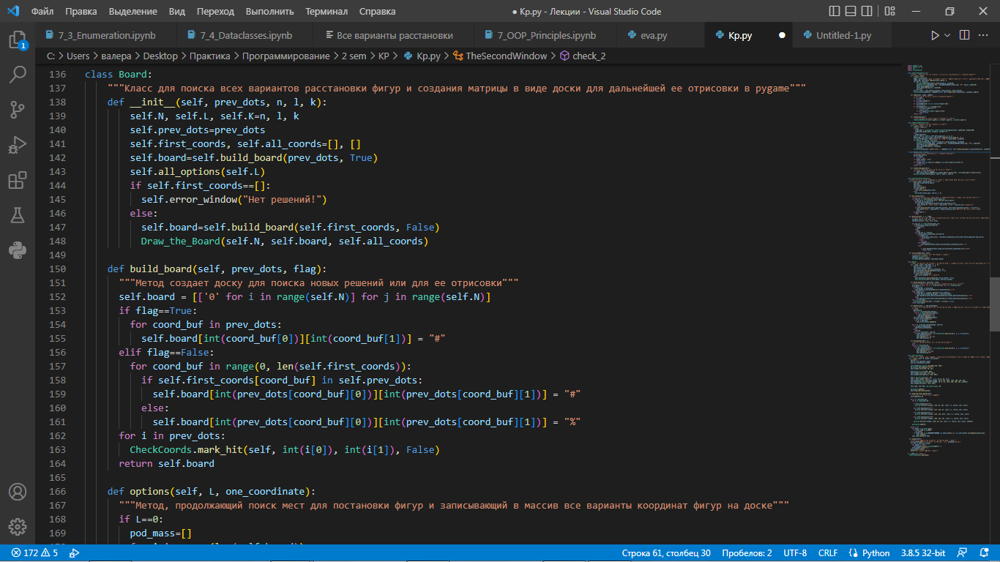 Файл Правка Выделение Вид Переход Выполнить Терминал Справка
● Кр.py - Лекции - Visual Studio Code
7_3_Enumeration.ipynb 7_4_Dataclasses.ipynb Все варианты расстановки 7_OOP_Principles.ipynb eva.py Кр.py Untitled-1.py
C: > Users > валера > Desktop > Практика > Программирование > 2 sem > КР > Кр.py > TheSecondWindow > check_2
1
136 class Board:
137 """Класс для поиска всех вариантов расстановки фигур и создания матрицы в виде доски для дальнейшей ее отрисовки в pygame"""
138 def __init__(self, prev_dots, n, l, k):
139 self.N, self.L, self.K=n, l, k
140 self.prev_dots=prev_dots
141 self.first_coords, self.all_coords=[], []
142 self.board=self.build_board(prev_dots, True)
143 self.all_options(self.L)
144 if self.first_coords==[]:
145 self.error_window("Нет решений!")
146 else:
147 self.board=self.build_board(self.first_coords, False)
148 Draw_the_Board(self.N, self.board, self.all_coords)
149
150 def build_board(self, prev_dots, flag):
151 """Метод создает доску для поиска новых решений или для ее отрисовки"""
152 self.board = [['0' for i in range(self.N)] for j in range(self.N)]
153 if flag==True:
154 for coord_buf in prev_dots:
155 self.board[int(coord_buf[0])][int(coord_buf[1])] = "#"
156 elif flag==False:
157 for coord_buf in range(0, len(self.first_coords)):
158 if self.first_coords[coord_buf] in self.prev_dots:
159 self.board[int(prev_dots[coord_buf][0])][int(prev_dots[coord_buf][1])] = "#"
160 else:
161 self.board[int(prev_dots[coord_buf][0])][int(prev_dots[coord_buf][1])] = "%"
162 for i in prev_dots:
163 CheckCoords.mark_hit(self, int(i[0]), int(i[1]), False)
164 return self.board
165
166 def options(self, L, one_coordinate):
167 """Метод, продолжающий поиск мест для постановки фигур и записывающий в массив все варианты координат фигур на доске"""
168 if L==0:
169 pod_mass=[]
172 5 Строка 61, столбец 30 Пробелов: 2 UTF-8 CRLF Python 3.8.5 32-bit